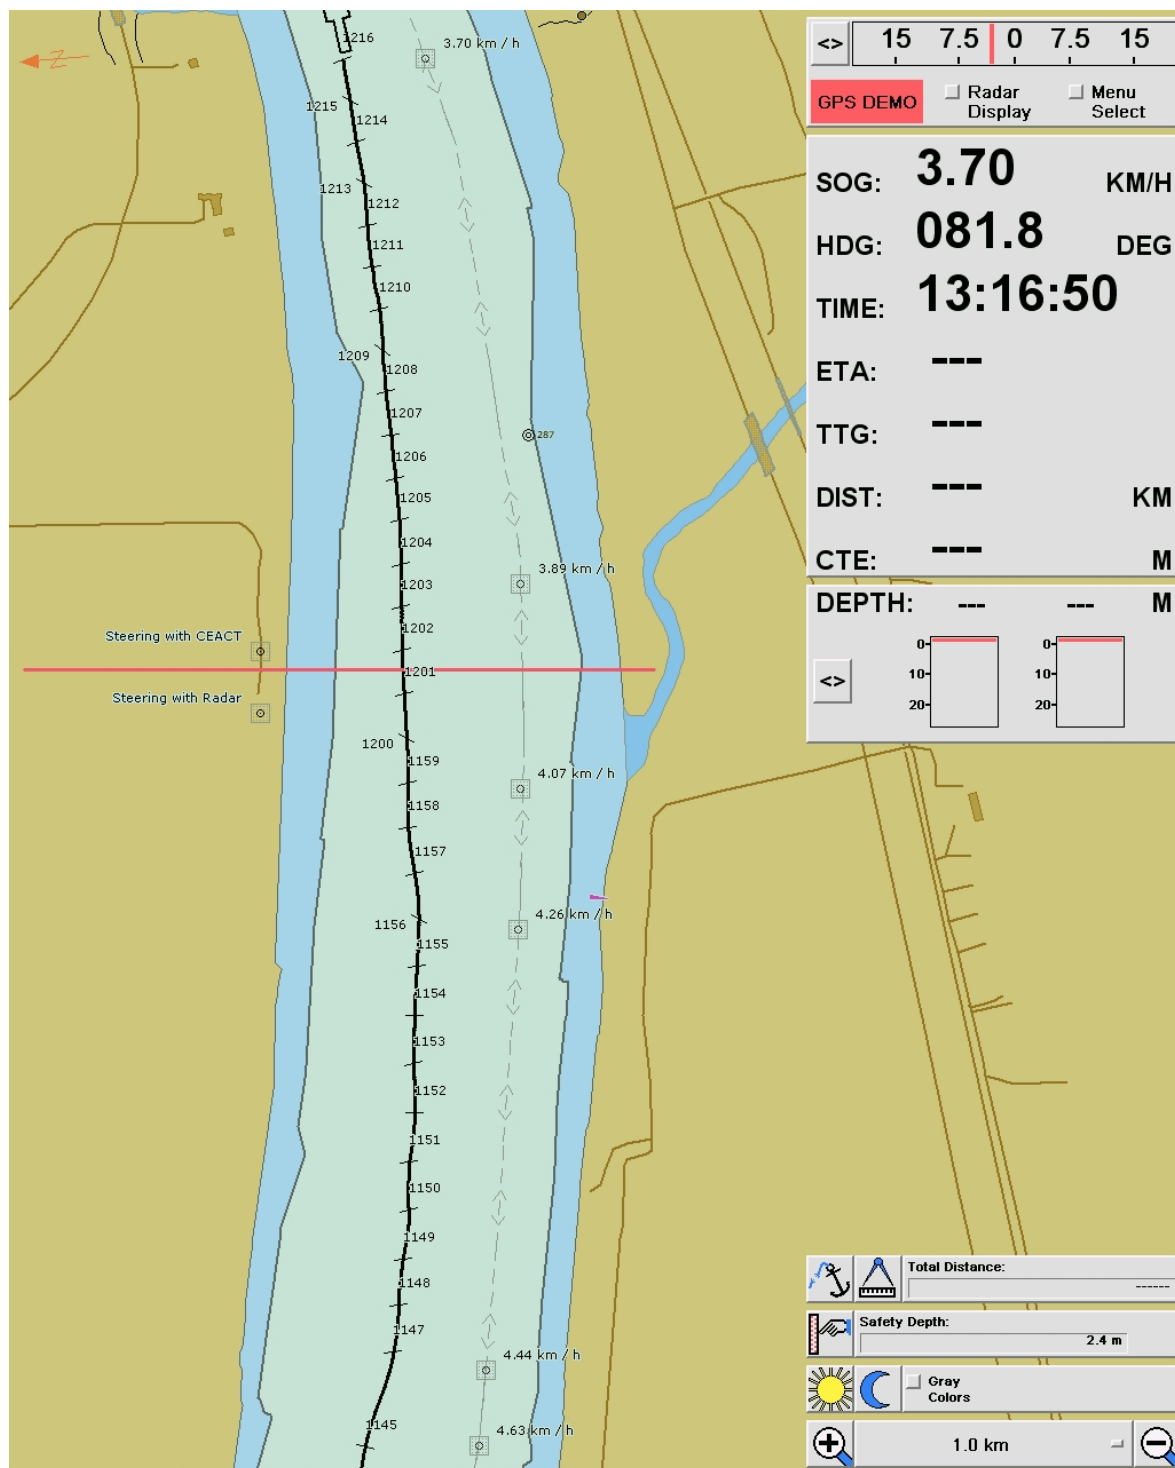 1216
3.70 km / h
1215
1214
1213
1212
1211
1210
1209
1208
1207
287
1206
1205
1204
3.89 km / h
1203
1202
Steering with CEACT
1201
Steering with Radar
1200
1159
4.07 km / h
1158
1157
4.26 km / h
1156
1155
1154
1153
1152
1151
1150
1149
1148
1147
4.44 km / h
1145
4.63 km / h
Z
<> 15 7.5 0 7.5 15
GPS DEMO
Radar
Display
Menu
Select
SOG: 3.70 KM/H
HDG: 081.8 DEG
TIME: 13:16:50
ETA: ---
TTG: ---
DIST: --- KM
CTE: --- M
DEPTH: --- --- M
<>
0- 0-
10- 10-
20- 20-
Total Distance:
------
Safety Depth:
2.4 m
Gray
Colors
1.0 km